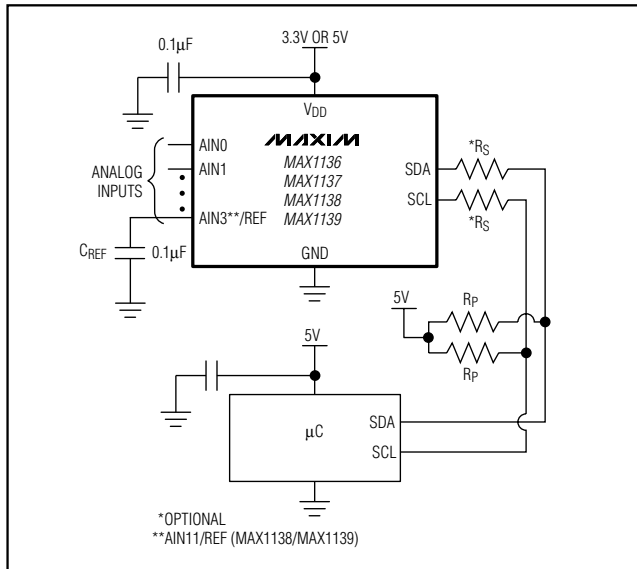 3.3V OR 5V
0.1µF
VDD
AIN0
AIN1
ANALOG
INPUTS
AIN3**/REF
CREF
0.1µF
MAXIM
MAX1136
MAX1137
MAX1138
MAX1139
GND
SDA
SCL
*RS
*RS
5V
RP
RP
5V
µC
SDA
SCL
*OPTIONAL
**AIN11/REF (MAX1138/MAX1139)